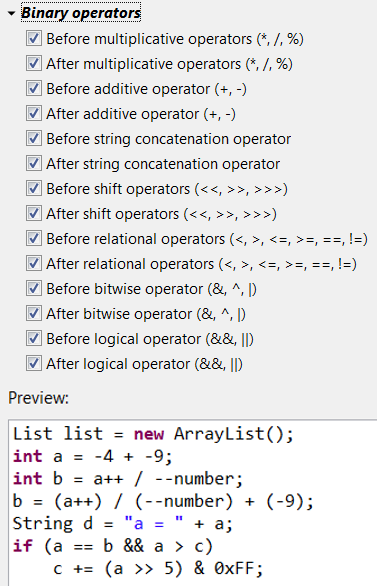 Binary operators
Before multiplicative operators (*, /, %)
After multiplicative operators (*, /, %)
Before additive operator (+, -)
After additive operator (+, -)
Before string concatenation operator
After string concatenation operator
Before shift operators (<<, >>, >>>)
After shift operators (<<, >>, >>>)
Before relational operators (<, >, <=, >=, ==, !=)
After relational operators (<, >, <=, >=, ==, !=)
Before bitwise operator (&, ^, |)
After bitwise operator (&, ^, |)
Before logical operator (&&, ||)
After logical operator (&&, ||)
Preview:
List list = new ArrayList();
int a = -4 + -9;
int b = a++ / --number;
b = (a++) / (--number) + (-9);
String d = "a = " + a;
if (a == b && a > c)
    c += (a >> 5) & 0xFF;